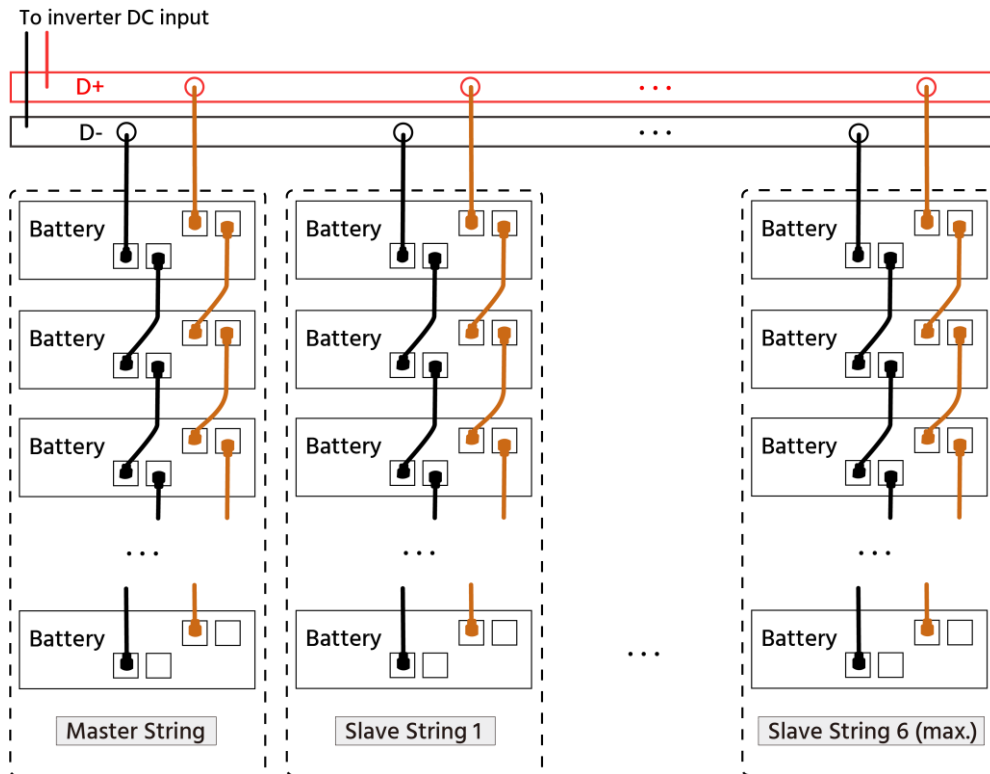 To inverter DC input
D+
...
D-
...
Battery
Battery
Battery
Battery
Battery
Battery
Battery
Battery
Battery
...
...
...
Battery
Battery
...
Battery
Master String
Slave String 1
Slave String 6 (max.)